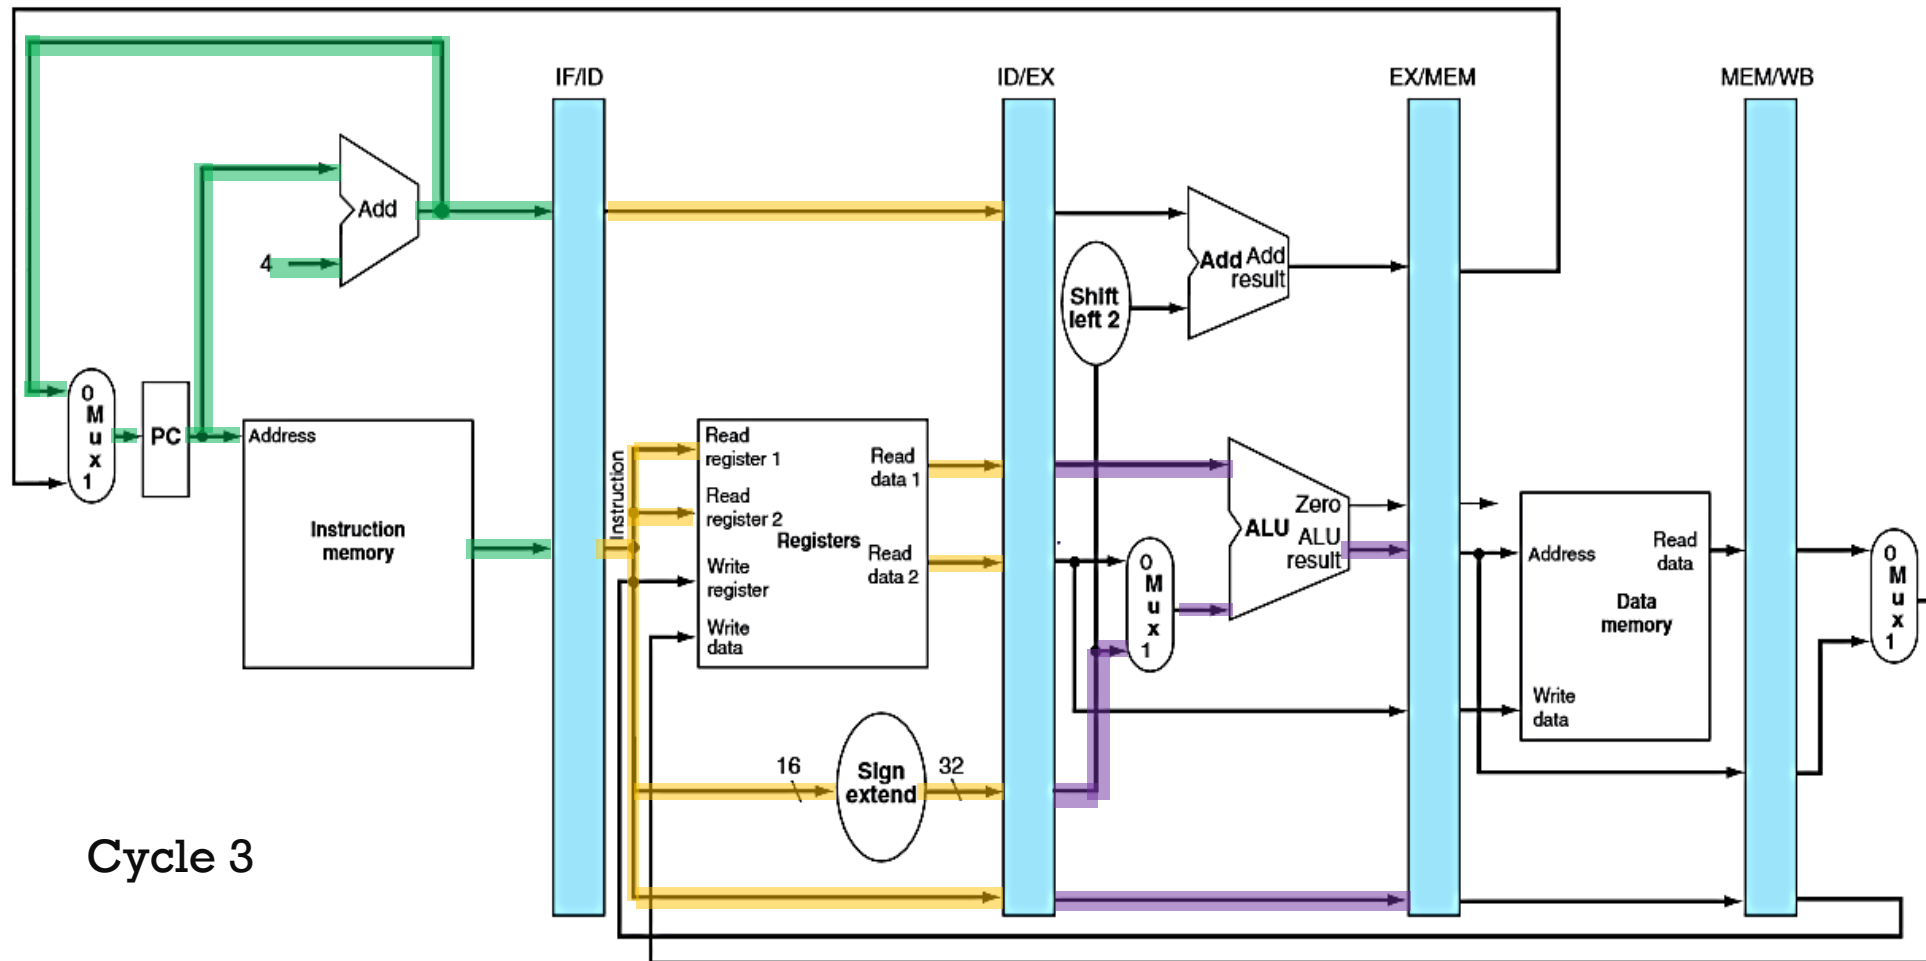 IF/ID
ID/EX
EX/MEM
MEM/WB
Add
4
Add Add
result
Shift
left 2
0
M
u
x
1
PC
Address
Instruction
memory
Instruction
Read
register 1
Read
register 2
Write
register
Write
data
Registers
Read
data 1
Read
data 2
0
M
u
x
1
Zero
ALU
ALU
result
Address
Read
data
Data
memory
Write
data
0
M
u
x
1
16
Sign
extend
32
Cycle 3